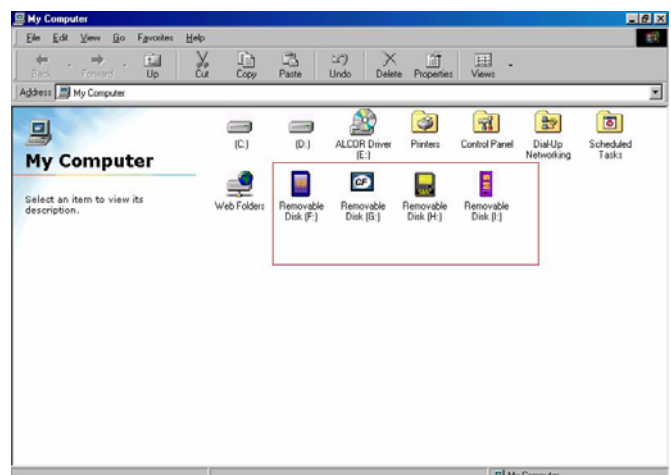 My Computer
File Edit View Go Favorites Help
Back Forward Up Cut Copy Paste Undo Delete Properties Views
Address My Computer
(C:) (D:) ALCOR Driver (E:) Printers Control Panel Dial-Up Networking Scheduled Tasks
My Computer
Select an item to view its
description.
Web Folders Removable Disk (F:) Removable Disk (G:) Removable Disk (H:) Removable Disk (I:)
CF
My Computer